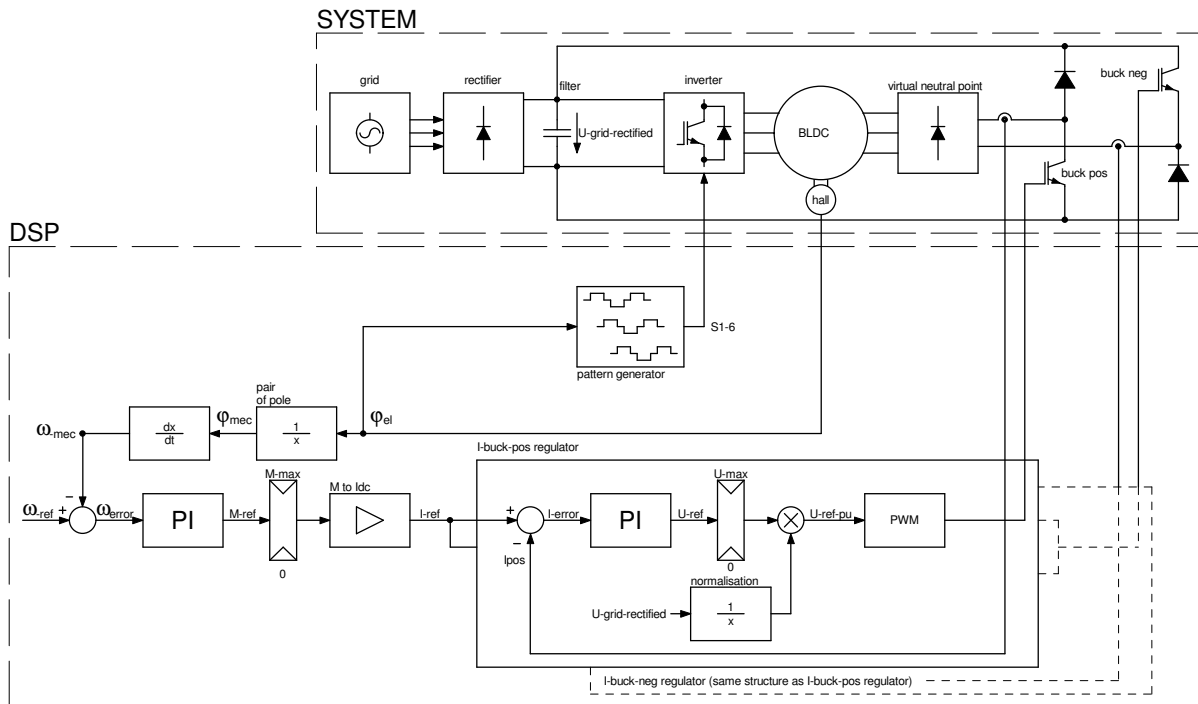 SYSTEM
grid
rectifier
filter
inverter
virtual neutral point
buck neg
U-grid-rectified
BLDC
buck pos
hall
DSP
S1-6
pattern generator
pair
of pole
ω-mec
dx
dt
φmec
1
x
φel
I-buck-pos regulator
M-max
M to Idc
U-max
ω-ref
+
−
ωerror
PI
M-ref
I-ref
+
−
I-error
PI
U-ref
U-ref-pu
PWM
Ipos
0
0
normalisation
U-grid-rectified
1
x
I-buck-neg regulator (same structure as I-buck-pos regulator)